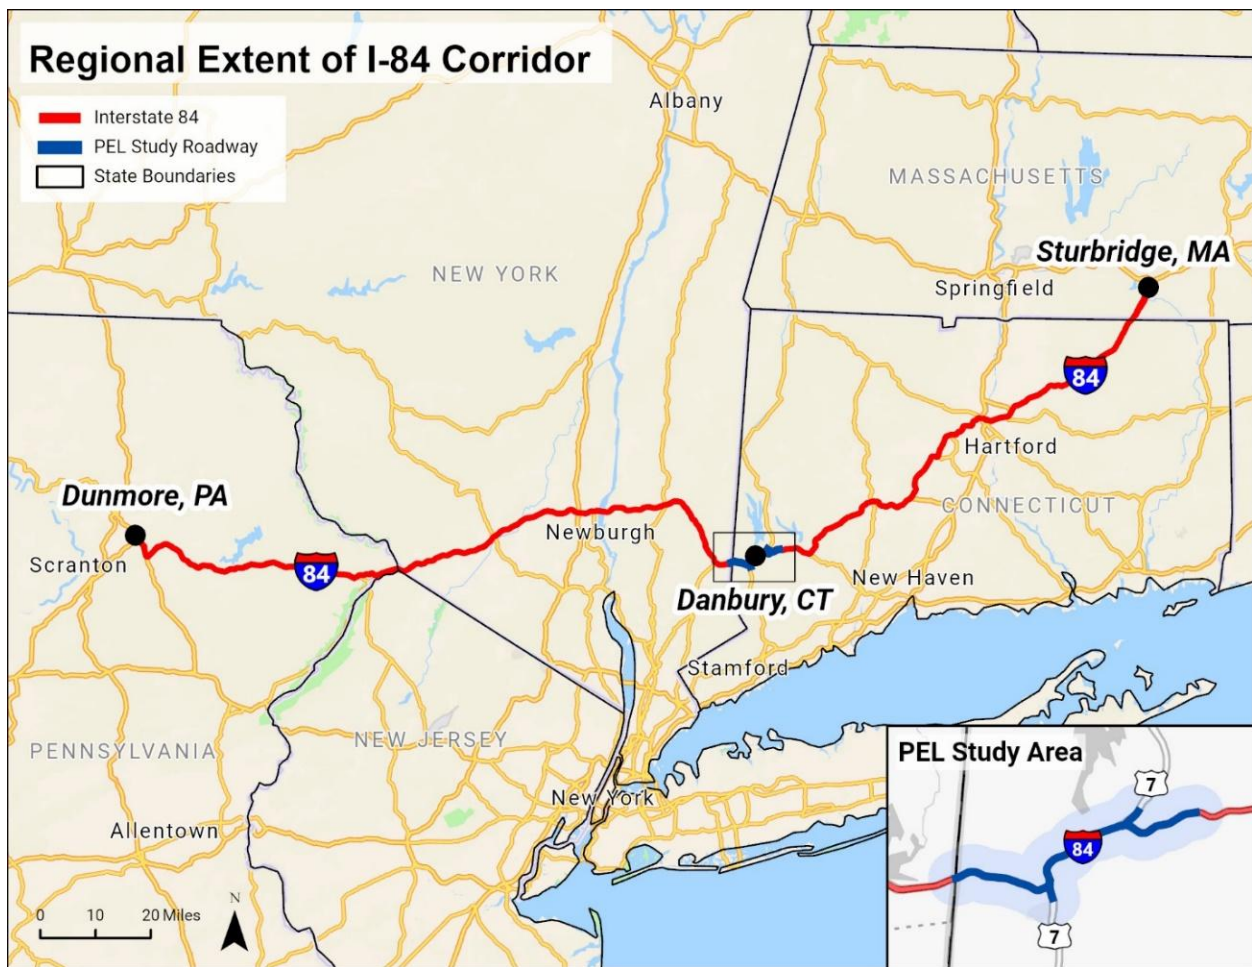 Regional Extent of I-84 Corridor
Interstate 84
PEL Study Roadway
State Boundaries
Albany
MASSACHUSETTS
Sturbridge, MA
NEW YORK
Springfield
84
Hartford
Dunmore, PA
CONNECTICUT
Newburgh
Scranton
84
New Haven
Danbury, CT
Stamford
PENNSYLVANIA
NEW JERSEY
PEL Study Area
7
New York
Allentown
84
N
0 10 20 Miles
7